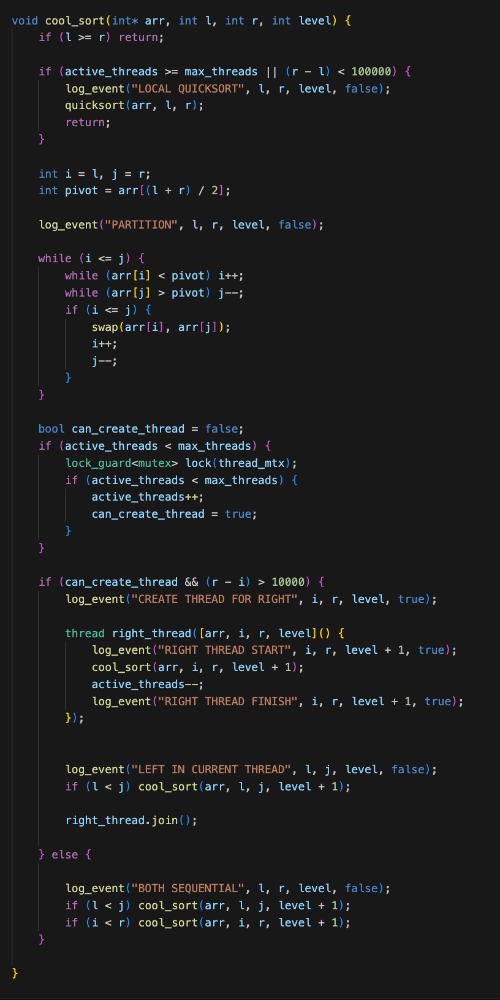 void cool_sort(int* arr, int l, int r, int level) {
    if (l >= r) return;

    if (active_threads >= max_threads || (r - l) < 100000) {
        log_event("LOCAL QUICKSORT", l, r, level, false);
        quicksort(arr, l, r);
        return;
    }

    int i = l, j = r;
    int pivot = arr[(l + r) / 2];

    log_event("PARTITION", l, r, level, false);

    while (i <= j) {
        while (arr[i] < pivot) i++;
        while (arr[j] > pivot) j--;
        if (i <= j) {
            swap(arr[i], arr[j]);
            i++;
            j--;
        }
    }

    bool can_create_thread = false;
    if (active_threads < max_threads) {
        lock_guard<mutex> lock(thread_mtx);
        if (active_threads < max_threads) {
            active_threads++;
            can_create_thread = true;
        }
    }

    if (can_create_thread && (r - i) > 10000) {
        log_event("CREATE THREAD FOR RIGHT", i, r, level, true);

        thread right_thread([arr, i, r, level]() {
            log_event("RIGHT THREAD START", i, r, level + 1, true);
            cool_sort(arr, i, r, level + 1);
            active_threads--;
            log_event("RIGHT THREAD FINISH", i, r, level + 1, true);
        });


        log_event("LEFT IN CURRENT THREAD", l, j, level, false);
        if (l < j) cool_sort(arr, l, j, level + 1);

        right_thread.join();

    } else {

        log_event("BOTH SEQUENTIAL", l, r, level, false);
        if (l < j) cool_sort(arr, l, j, level + 1);
        if (i < r) cool_sort(arr, i, r, level + 1);
    }

}